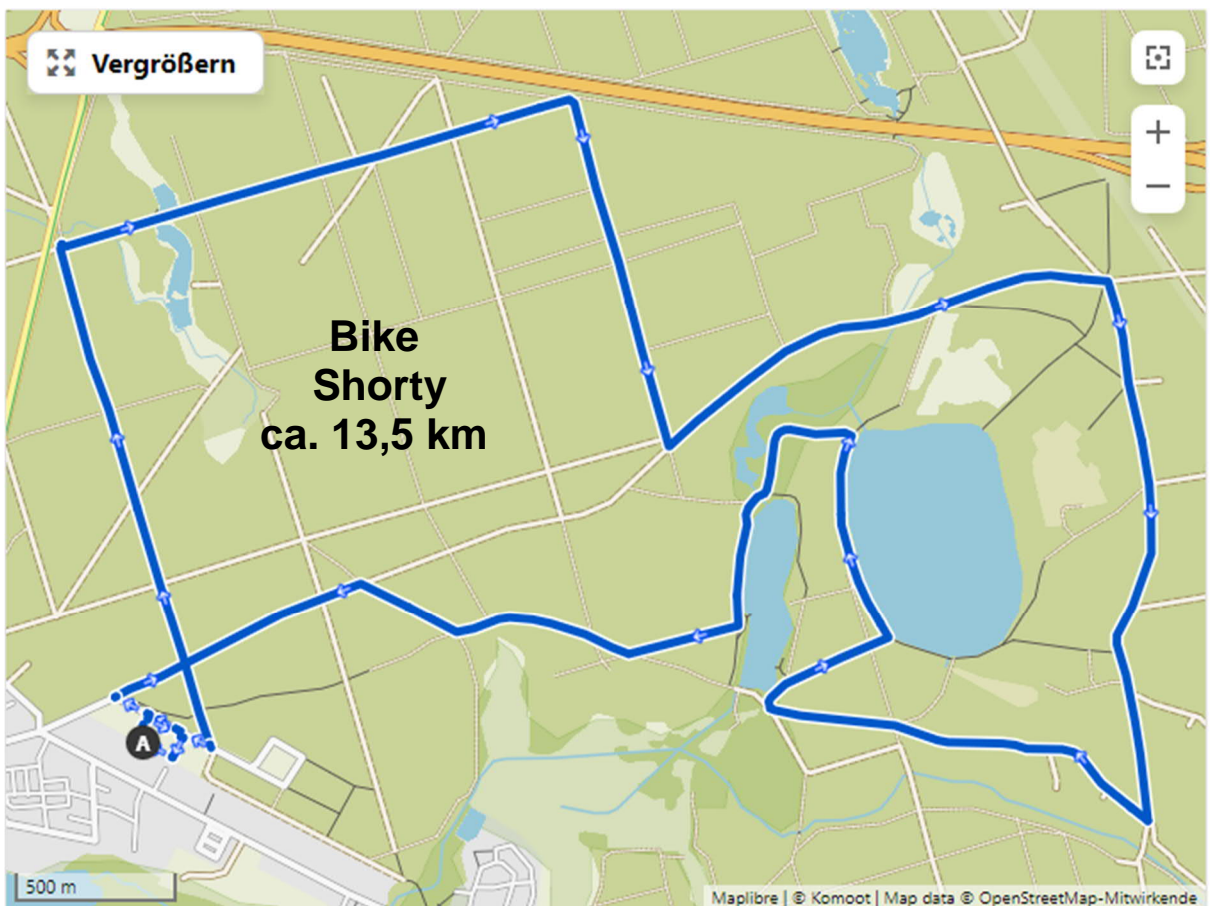 Vergrößern
+
−
Bike
Shorty
ca. 13,5 km
A
500 m
Maplibre | © Komoot | Map data © OpenStreetMap-Mitwirkende